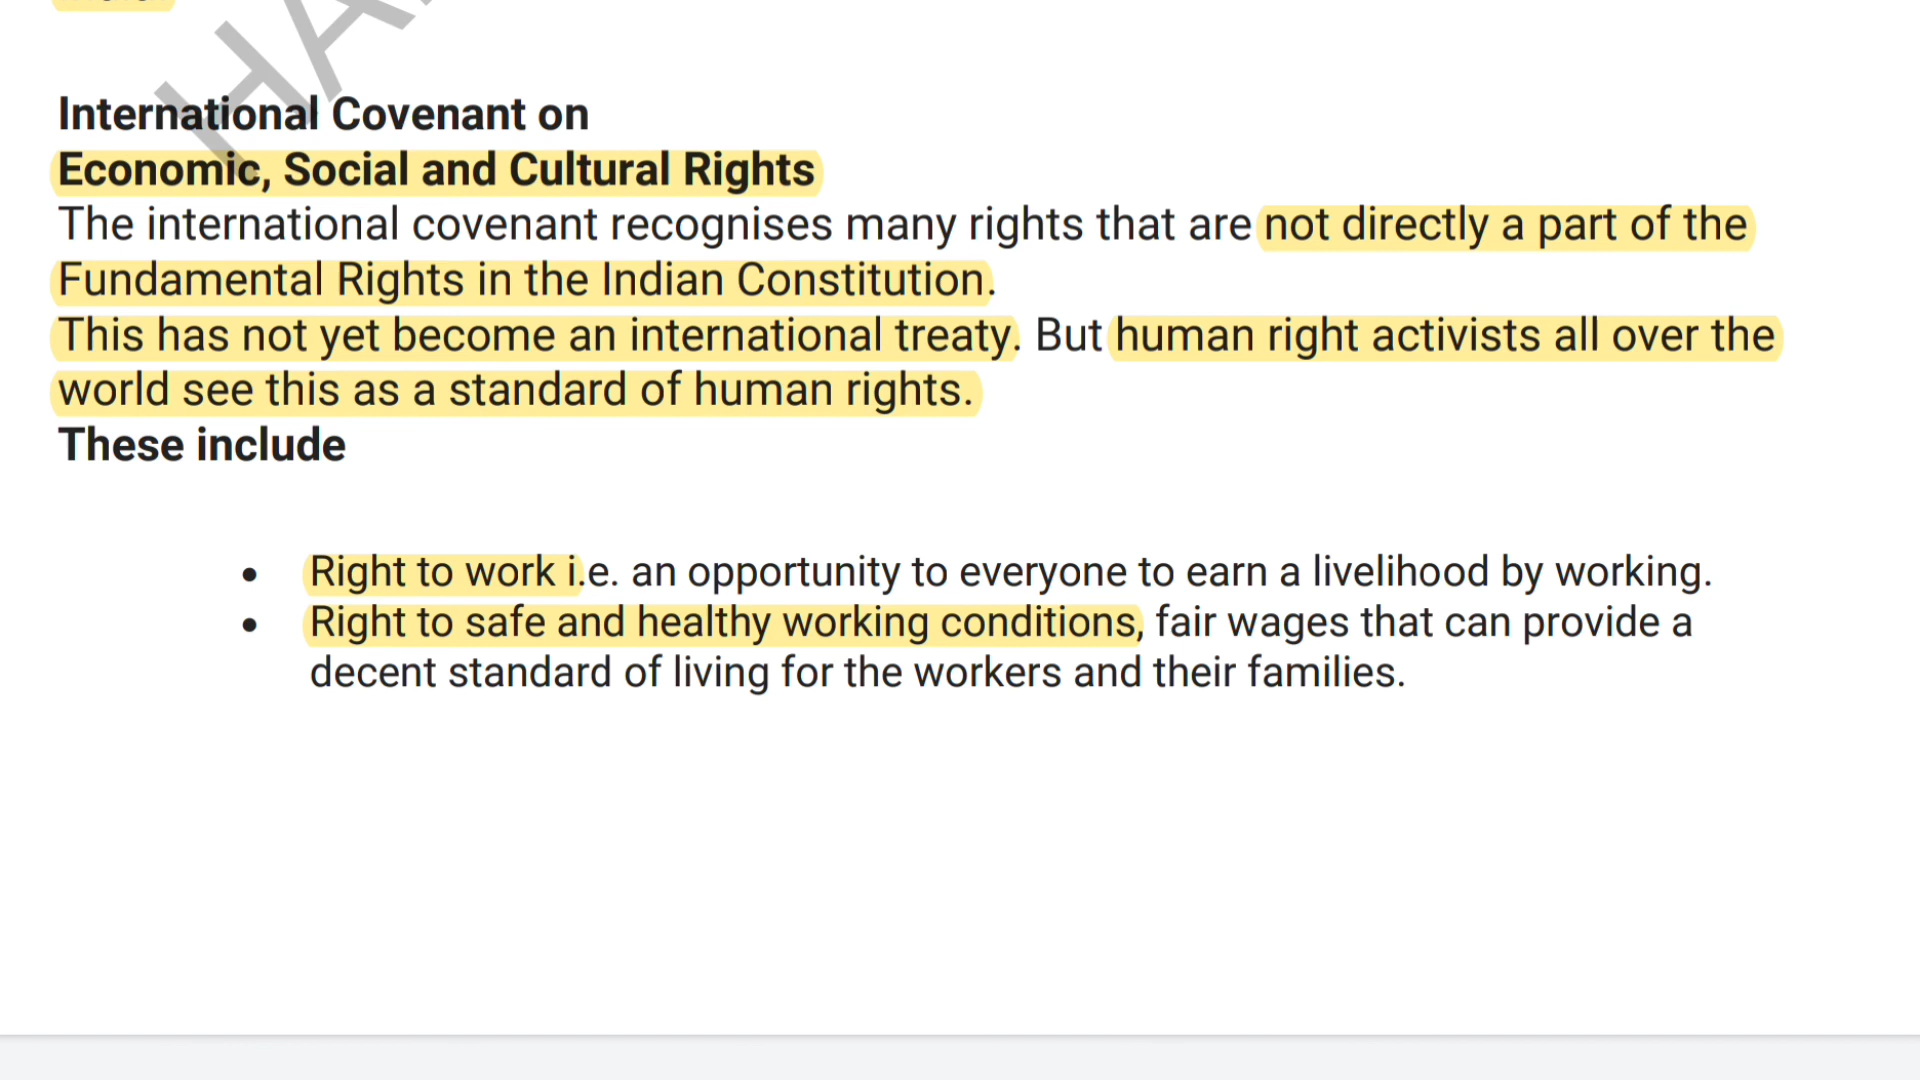 International Covenant on
Economic, Social and Cultural Rights
The international covenant recognises many rights that are not directly a part of the
Fundamental Rights in the Indian Constitution.
This has not yet become an international treaty. But human right activists all over the
world see this as a standard of human rights.
These include
• Right to work i.e. an opportunity to everyone to earn a livelihood by working.
• Right to safe and healthy working conditions, fair wages that can provide a
decent standard of living for the workers and their families.